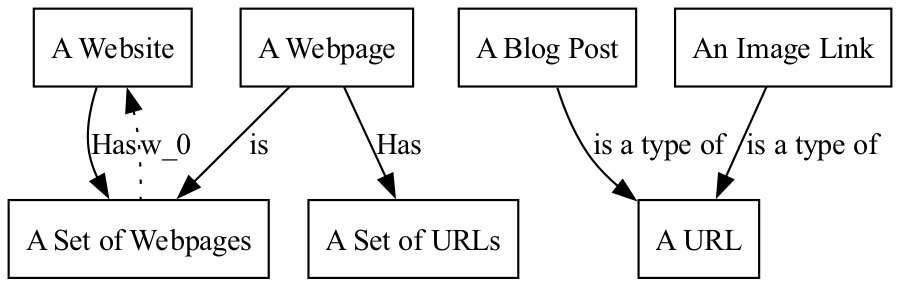 A Website
A Webpage
A Blog Post
An Image Link
Has
w_0
is
Has
is a type of
is a type of
A Set of Webpages
A Set of URLs
A URL